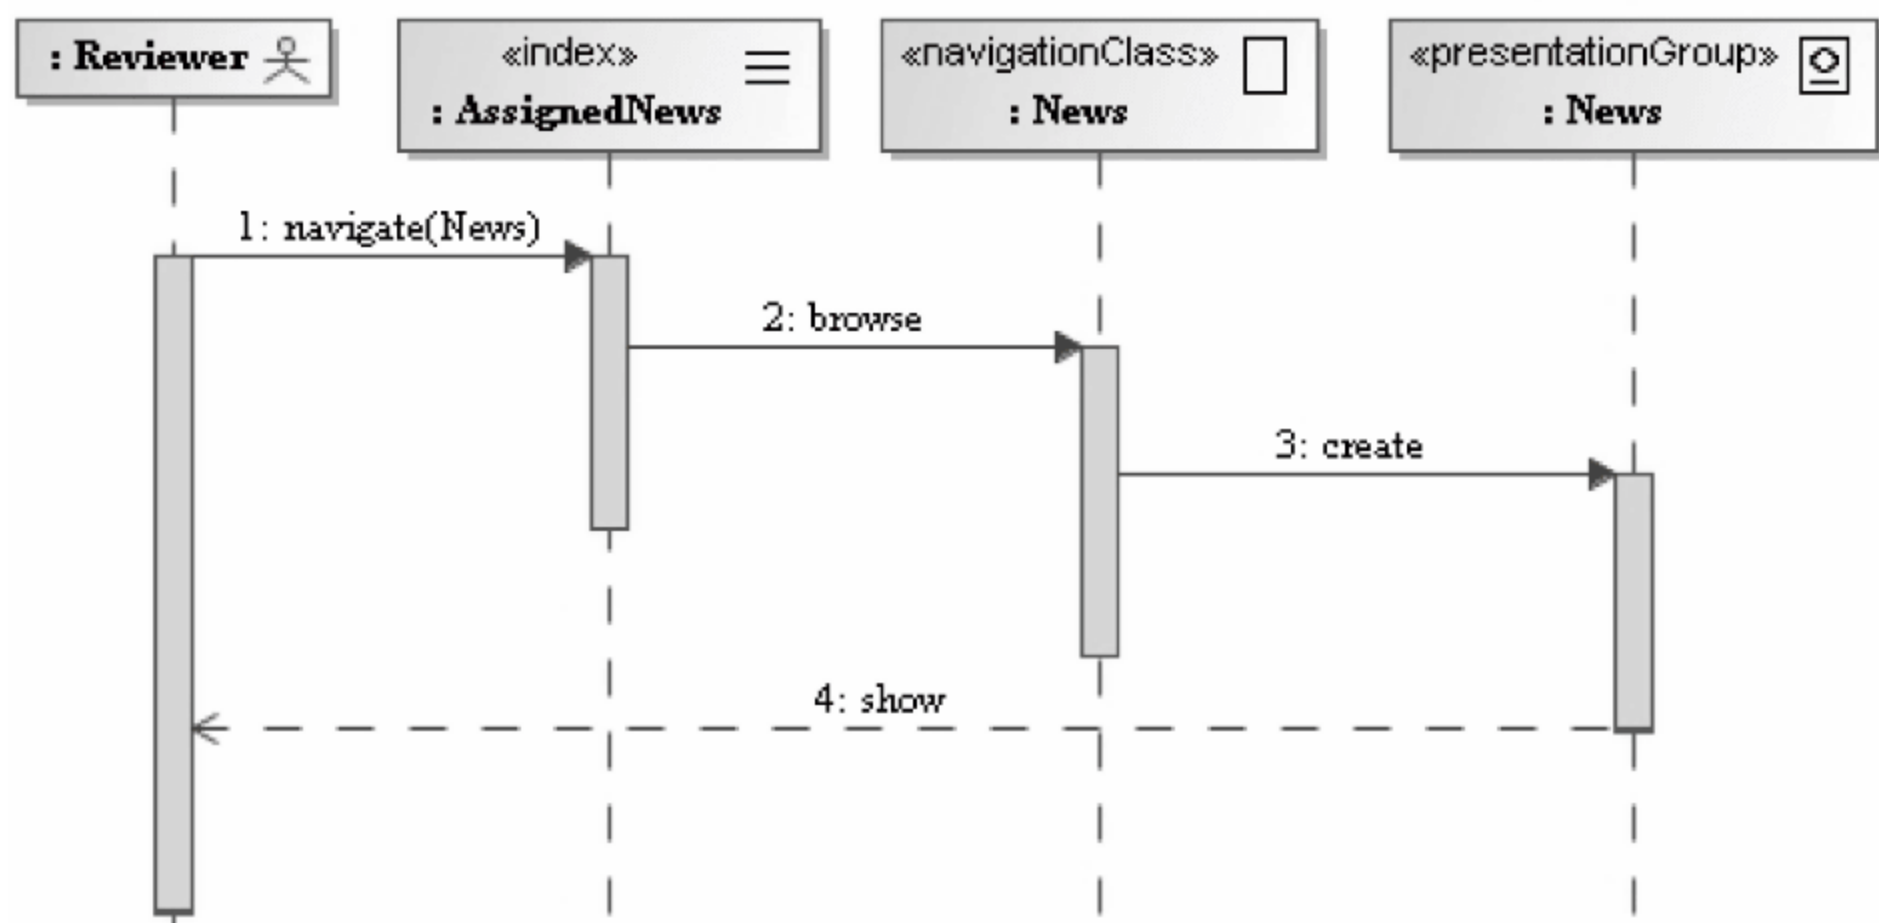 : Reviewer
«index»
: AssignedNews
«navigationClass»
: News
«presentationGroup»
: News
1: navigate(News)
2: browse
3: create
4: show